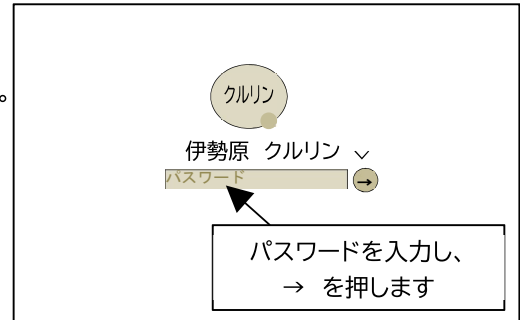 。
クルリン
伊勢原 クルリン ∨
パスワード →
パスワードを入力し、
→ を押します